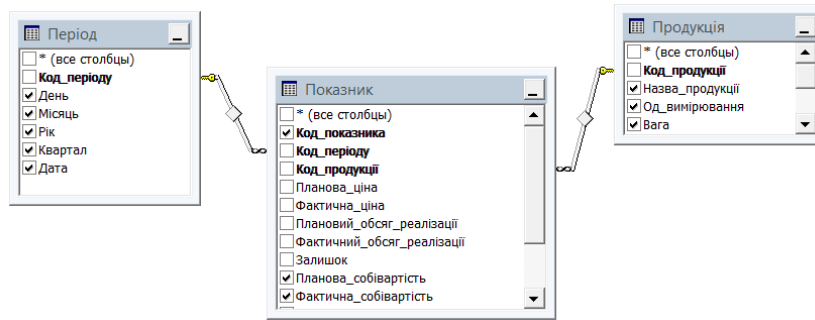 Період
* (все столбцы)
Код_періоду
День
Місяць
Рік
Квартал
Дата
Показник
* (все столбцы)
Код_показника
Код_періоду
Код_продукції
Планова_ціна
Фактична_ціна
Плановий_обсяг_реалізації
Фактичний_обсяг_реалізації
Залишок
Планова_собівартість
Фактична_собівартість
Продукція
* (все столбцы)
Код_продукції
Назва_продукції
Од_вимірювання
Вага